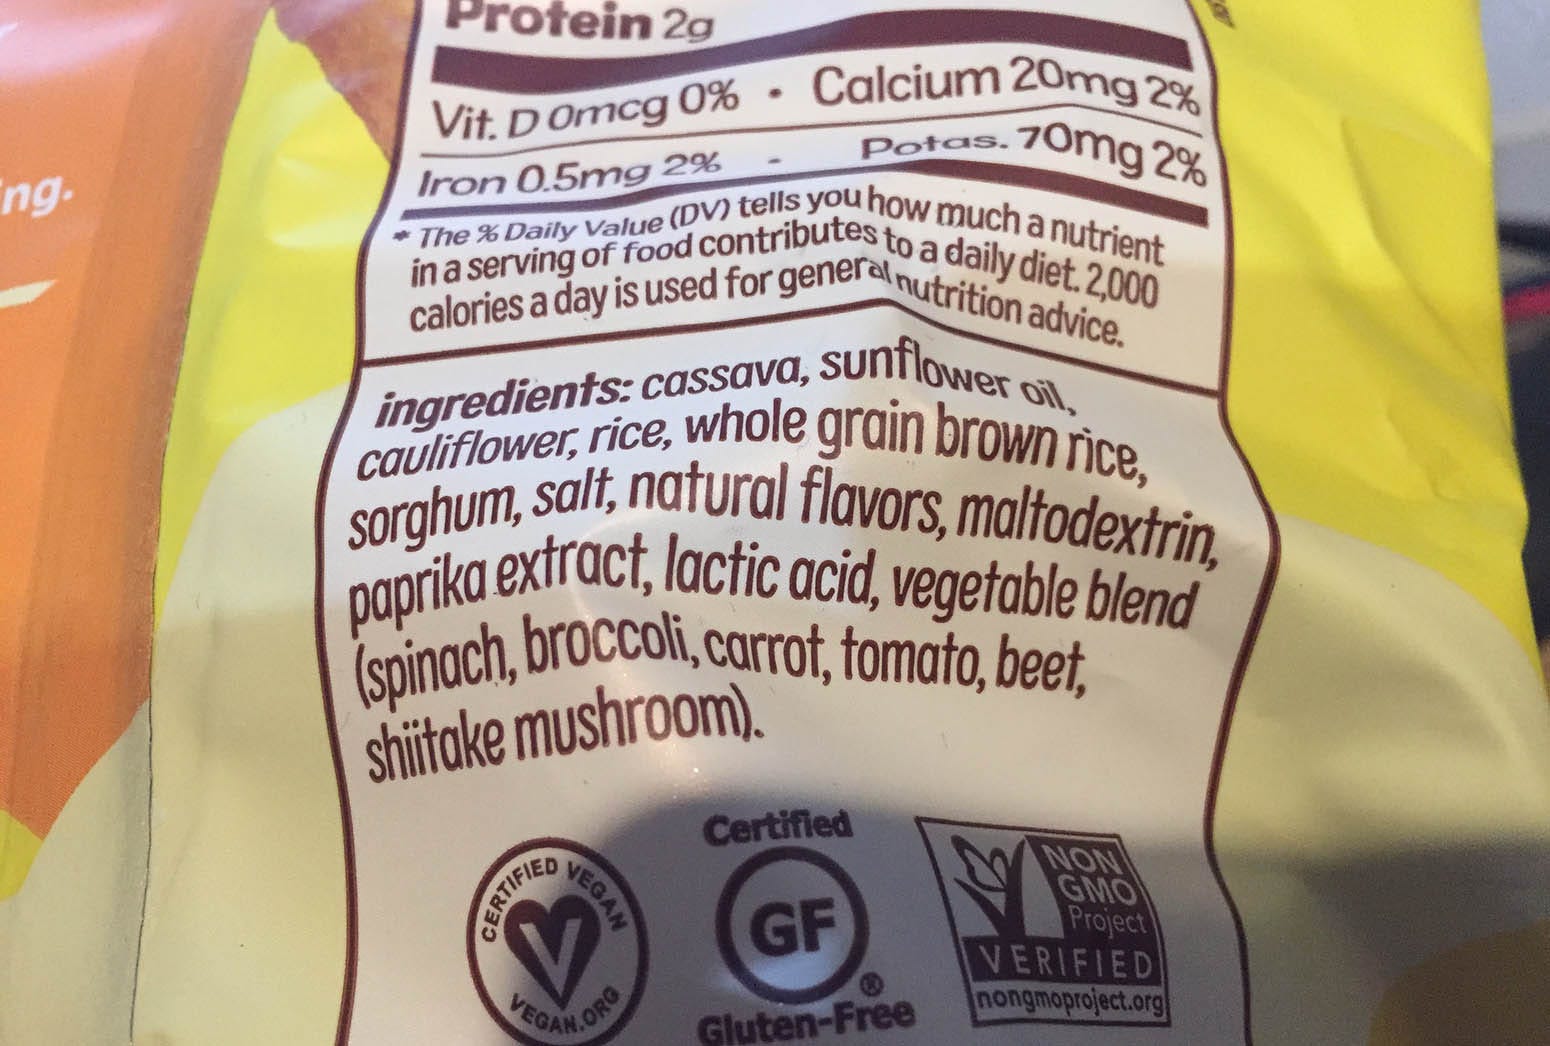 ng.
Protein 2g
Vit. D 0mcg 0% • Calcium 20mg 2%
Iron 0.5mg 2% • Potas. 70mg 2%
* The % Daily Value (DV) tells you how much a nutrient
in a serving of food contributes to a daily diet. 2,000
calories a day is used for general nutrition advice.
ingredients: cassava, sunflower oil,
cauliflower, rice, whole grain brown rice,
sorghum, salt, natural flavors, maltodextrin,
paprika extract, lactic acid, vegetable blend
(spinach, broccoli, carrot, tomato, beet,
shiitake mushroom).
CERTIFIED VEGAN
V
VEGAN.ORG
Certified
GF
®
Gluten-Free
NON
GMO
Project
VERIFIED
nongmoproject.org